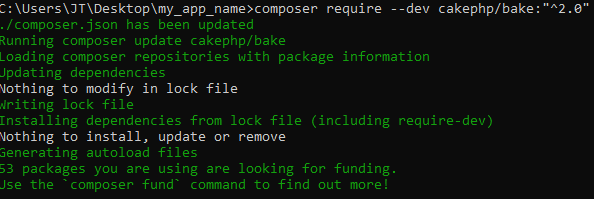 C:\Users\JT\Desktop\my_app_name>composer require --dev cakephp/bake:"^2.0"
./composer.json has been updated
Running composer update cakephp/bake
Loading composer repositories with package information
Updating dependencies
Nothing to modify in lock file
Writing lock file
Installing dependencies from lock file (including require-dev)
Nothing to install, update or remove
Generating autoload files
53 packages you are using are looking for funding.
Use the `composer fund` command to find out more!